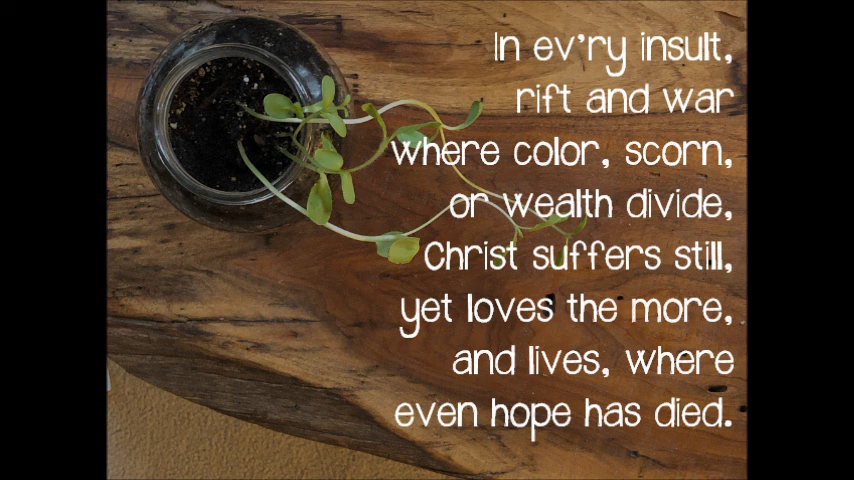 In ev'ry insult,
rift and war
where color, scorn,
or wealth divide,
Christ suffers still,
yet loves the more,
and lives, where
even hope has died.